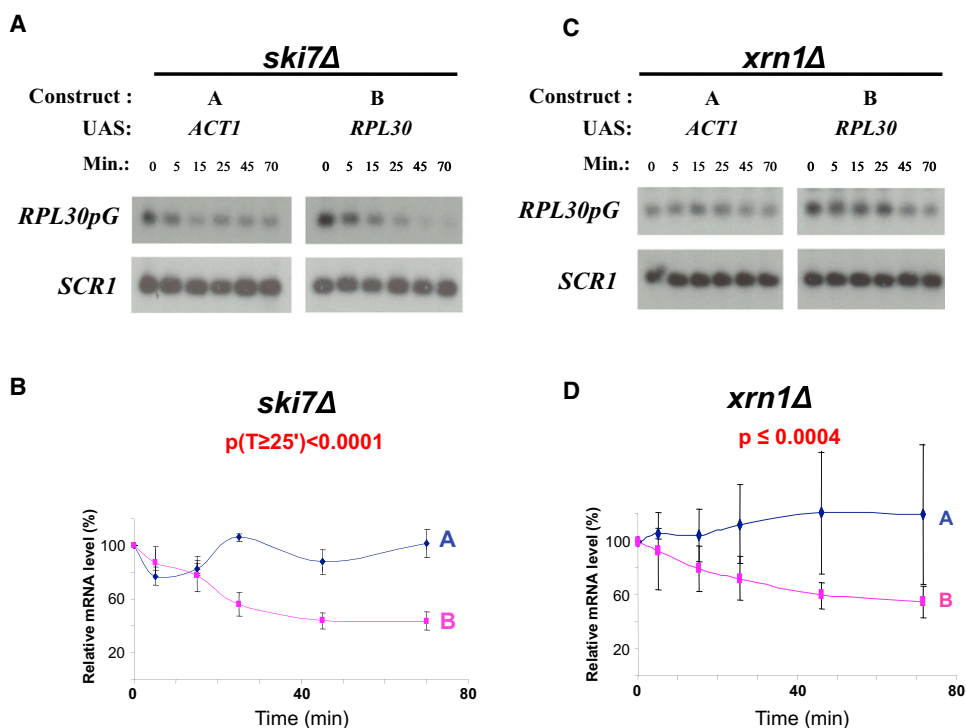 A
ski7Δ
Construct : A B
UAS: ACT1 RPL30
Min.: 0 5 15 25 45 70 0 5 15 25 45 70
RPL30pG
SCR1
C
xrn1Δ
Construct : A B
UAS: ACT1 RPL30
Min.: 0 5 15 25 45 70 0 5 15 25 45 70
RPL30pG
SCR1
B
ski7Δ
p(T≥25')<0.0001
Relative mRNA level (%)
100
60
20
A
B
0 40 80
Time (min)
D
xrn1Δ
p ≤ 0.0004
Relative mRNA level (%)
100
60
20
A
B
0 40 80
Time (min)